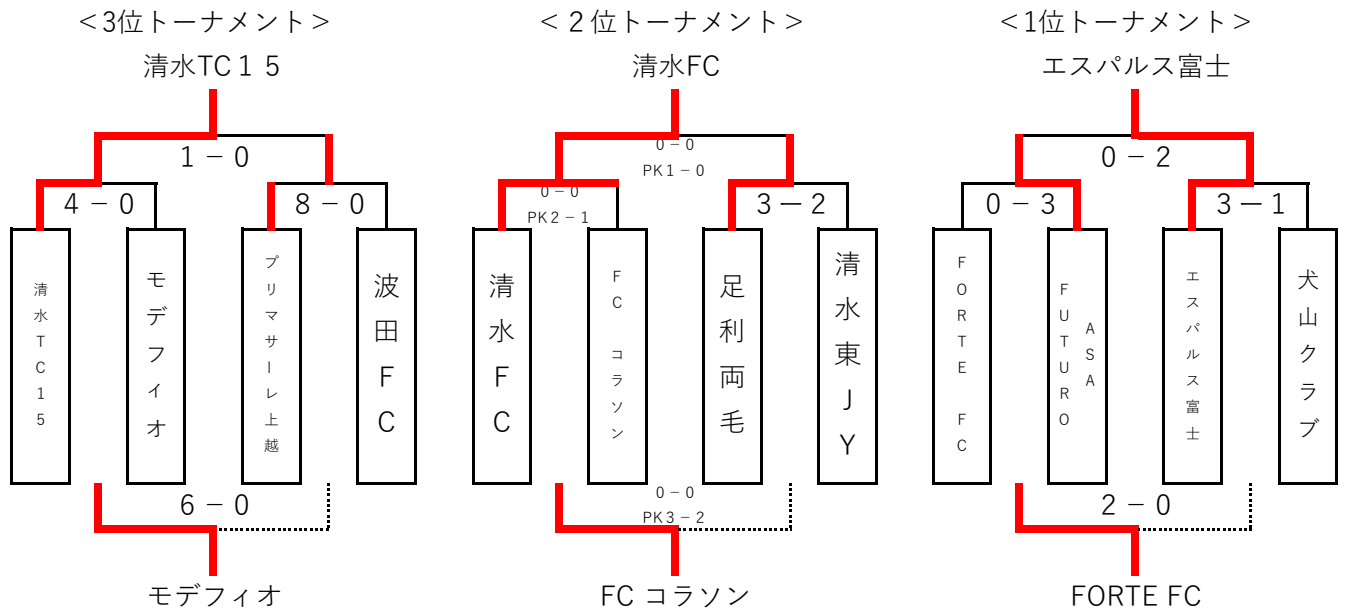 ＜3位トーナメント＞
清水TC１５
1－0
4－0
8－0
清水TC15
モデフィオ
プリマサーレ上越
波田FC
6－0
モデフィオ
＜２位トーナメント＞
清水FC
0－0
PK1－0
0－0
PK2－1
3－2
清水FC
FC コラソン
足利両毛
清水東JY
0－0
PK3－2
FC コラソン
＜1位トーナメント＞
エスパルス富士
0－2
0－3
3－1
FORTE FC
ASA
FUTURO
エスパルス富士
犬山クラブ
2－0
FORTE FC